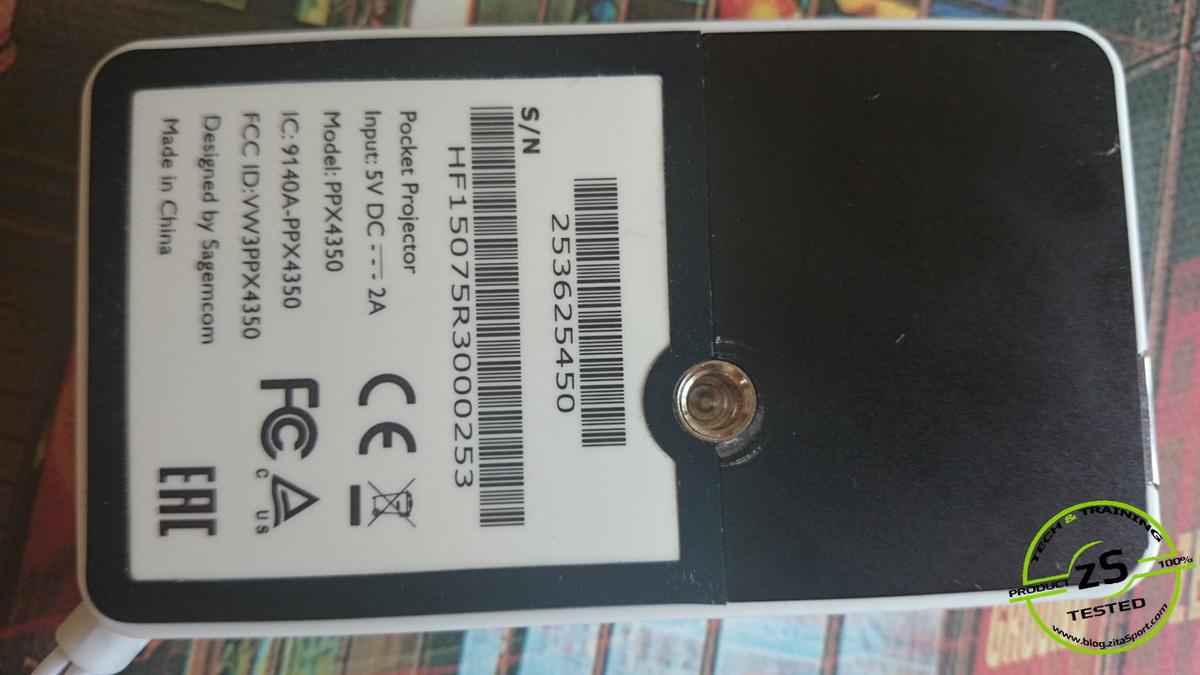 253625450
S/N
HF15075R3000253
Pocket Projector
Input: 5V DC ⎓ 2A
Model: PPX4350
IC: 9140A-PPX4350
FCC ID:VW3PPX4350
Designed by Sagemcom
Made in China
CE
FC
C US
EAC
TECH & TRAINING
ZS
100%
PRODUCT
TESTED
www.blog.zitaSport.com